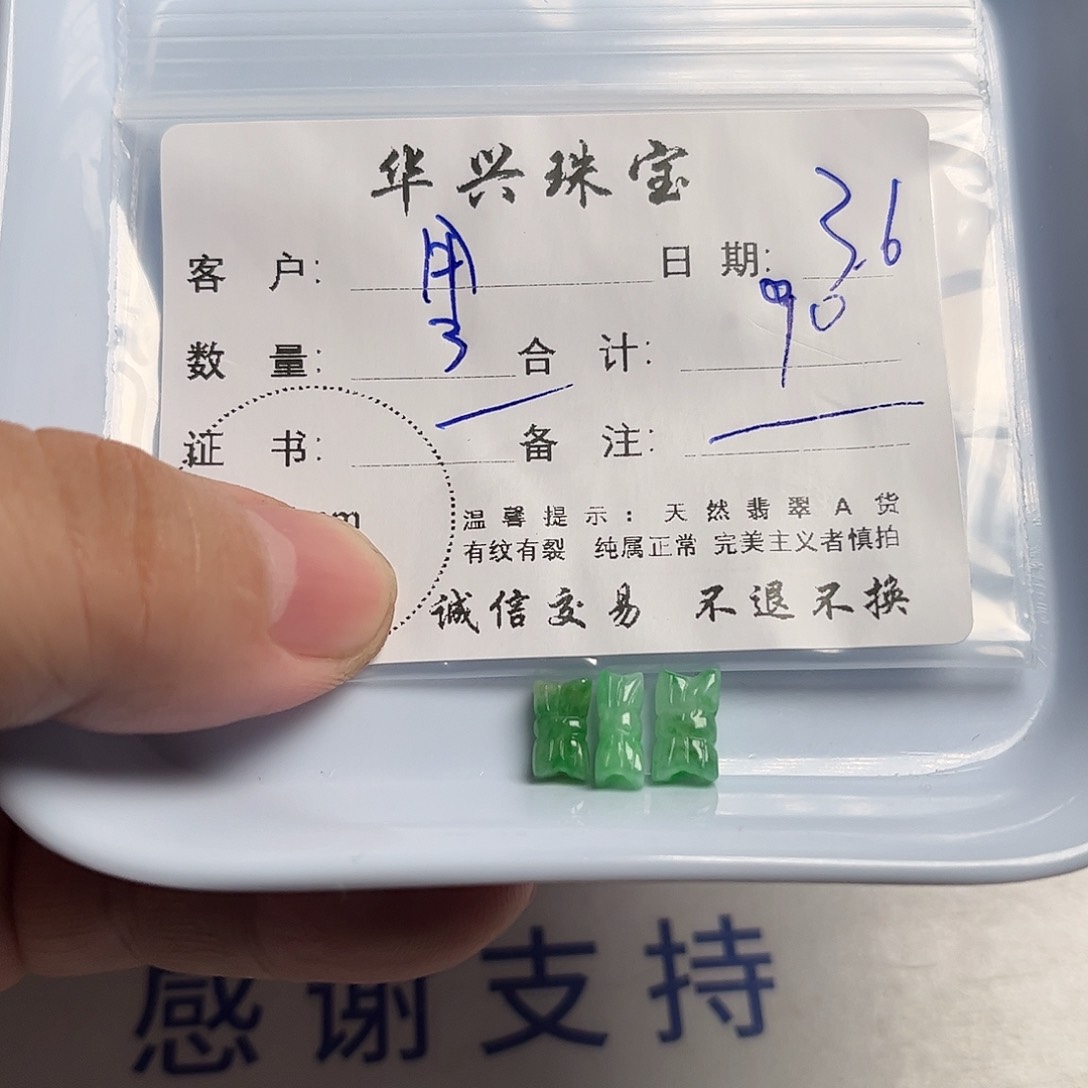 华兴珠宝
客 户: 日 期: 3.6
数 量: 3 合 计: 90
证 书: 备 注:
m
温馨提示: 天然翡翠A货
有纹有裂 纯属正常 完美主义者慎拍
诚信交易 不退不换
感谢支持